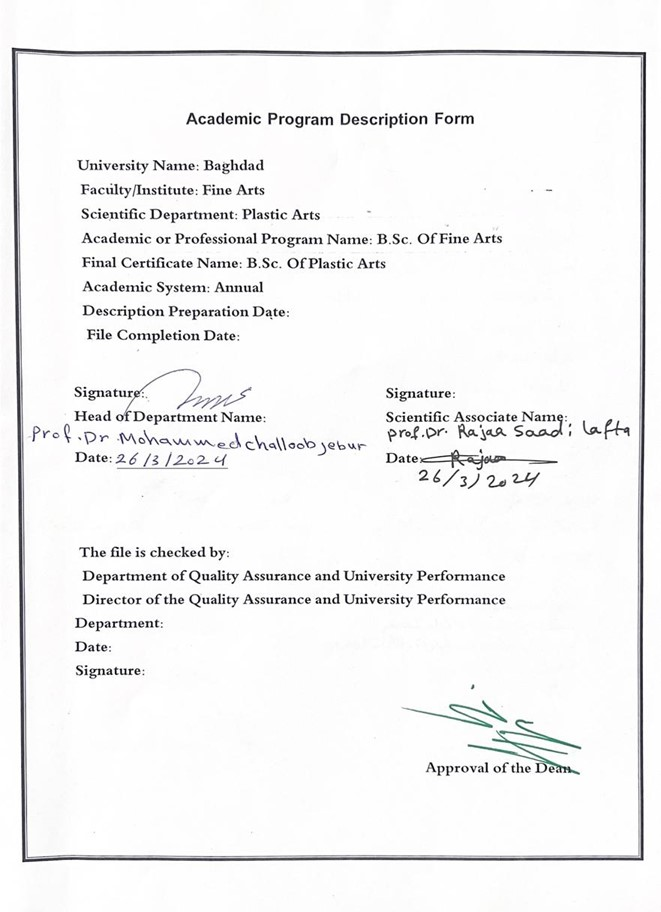 Academic Program Description Form
University Name: Baghdad
Faculty/Institute: Fine Arts
Scientific Department: Plastic Arts
Academic or Professional Program Name: B.Sc. Of Fine Arts
Final Certificate Name: B.Sc. Of Plastic Arts
Academic System: Annual
Description Preparation Date:
File Completion Date:
Signature:
Head of Department Name:
Prof. Dr Mohammed challoob jebur
Date: 26/3/2024
Signature:
Scientific Associate Name:
prof. Dr. Rajaa Saadi Lafta
Date: Rajaa
26/3/2024
The file is checked by:
Department of Quality Assurance and University Performance
Director of the Quality Assurance and University Performance
Department:
Date:
Signature:
Approval of the Dean